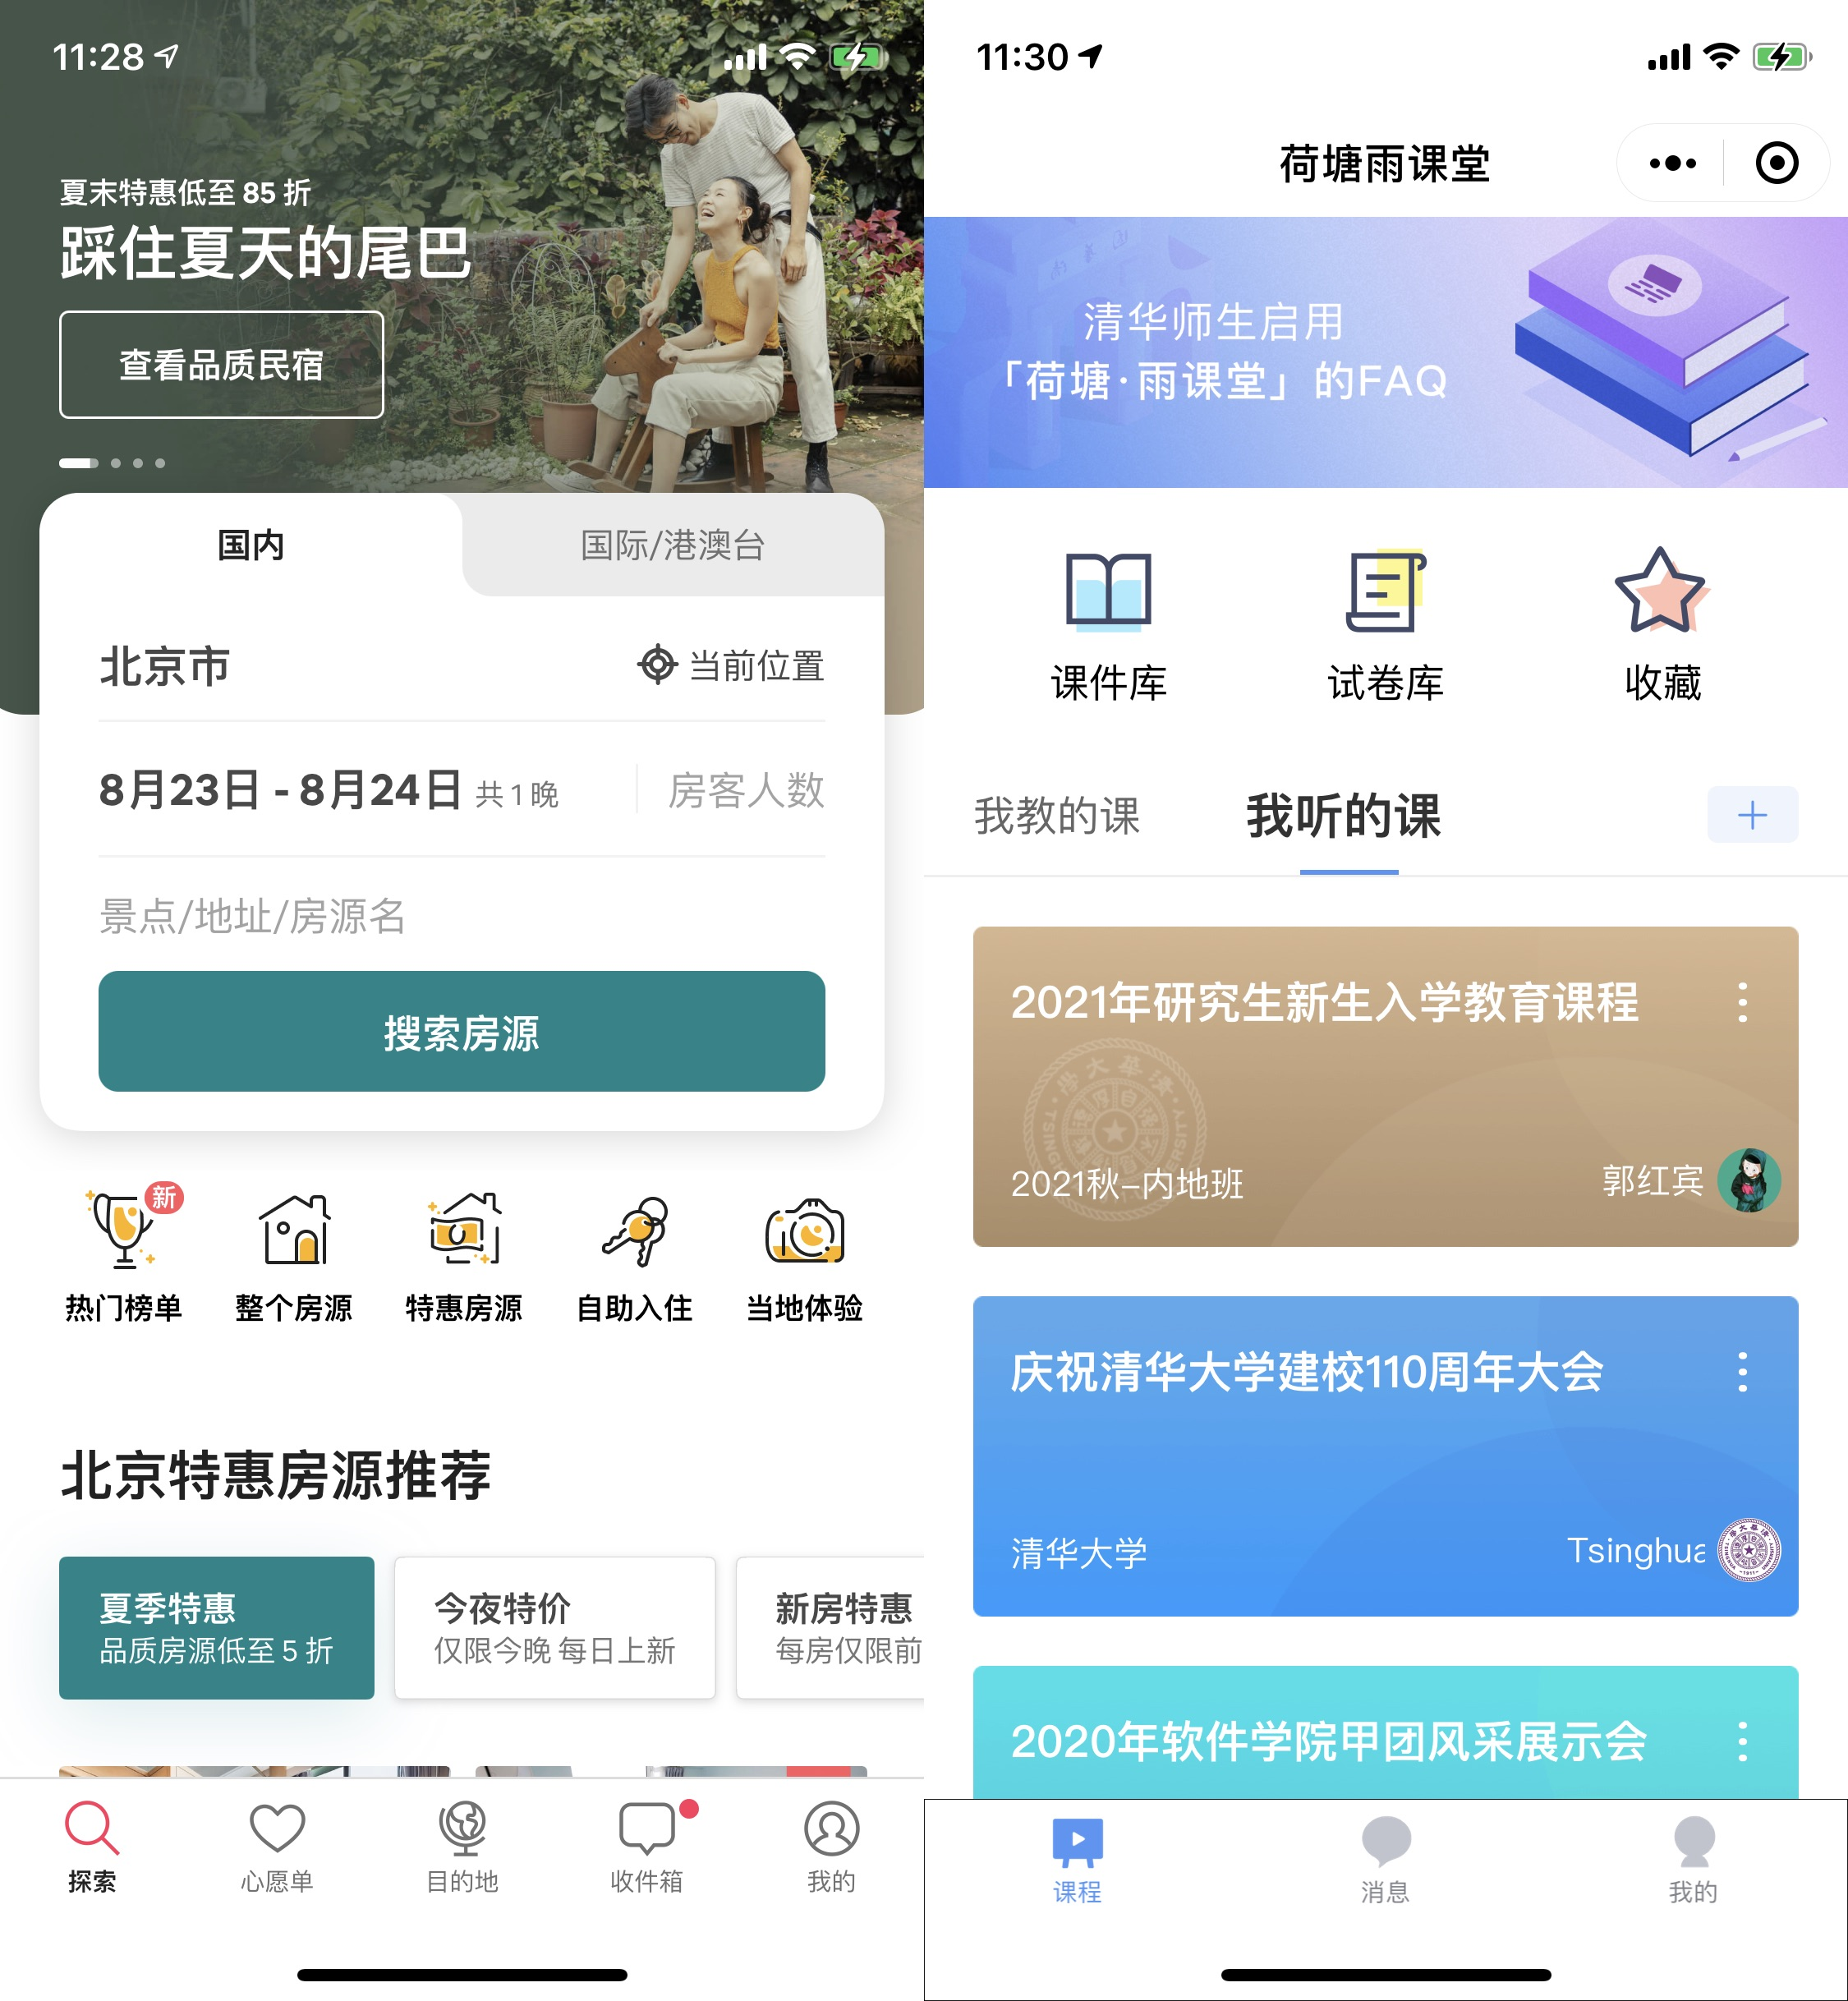 11:28
夏末特惠低至 85 折
踩住夏天的尾巴
查看品质民宿
国内
国际/港澳台
北京市
当前位置
8月23日 - 8月24日 共 1 晚
房客人数
景点/地址/房源名
搜索房源
新
热门榜单
整个房源
特惠房源
自助入住
当地体验
北京特惠房源推荐
夏季特惠
品质房源低至 5 折
今夜特价
仅限今晚 每日上新
新房特惠
每房仅限前
探索
心愿单
目的地
收件箱
我的
11:30
荷塘雨课堂
清华师生启用
「荷塘·雨课堂」的FAQ
课件库
试卷库
收藏
我教的课
我听的课
2021年研究生新生入学教育课程
2021秋-内地班
郭红宾
庆祝清华大学建校110周年大会
清华大学
Tsinghua
2020年软件学院甲团风采展示会
课程
消息
我的